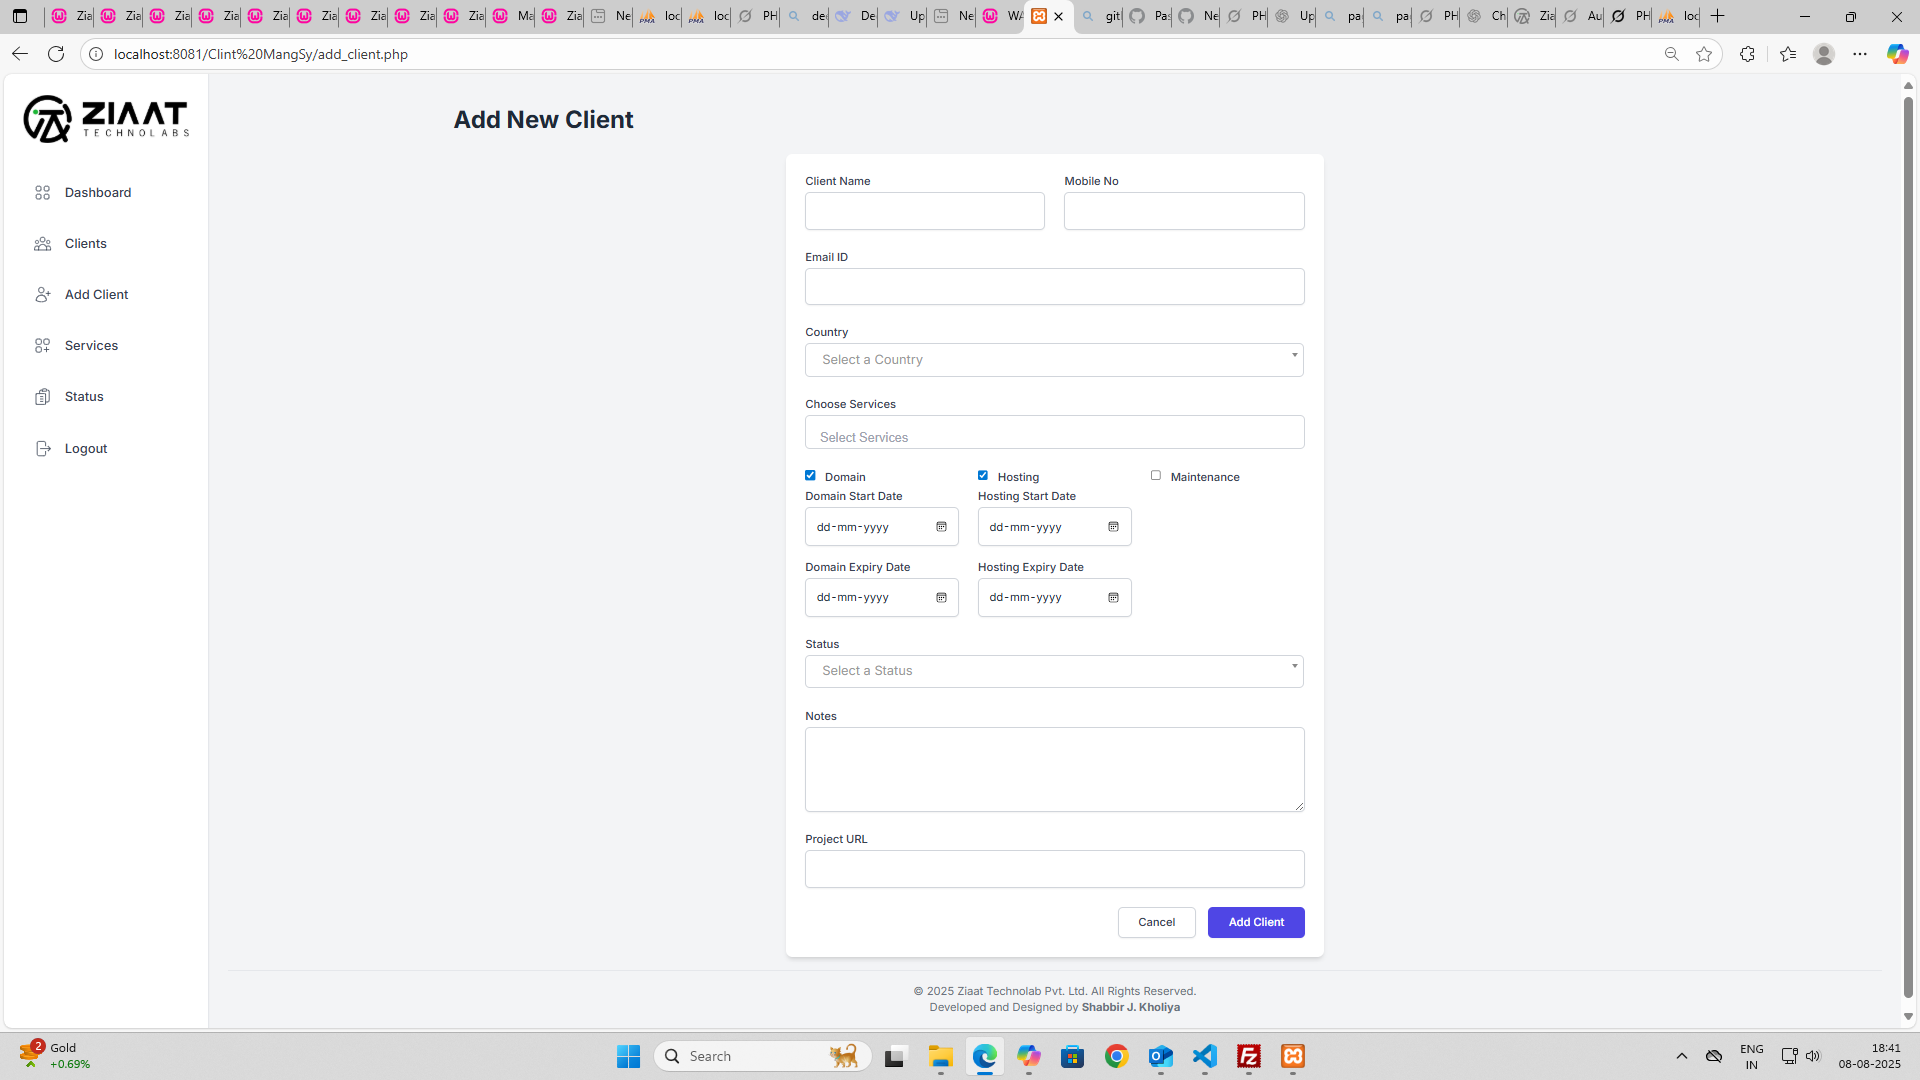 Zia
Zia
Zia
Zia
Zia
Zia
Zia
Zia
Zia
Ma
Zia
Ne
loc
loc
PH
dee
De
Up
Ne
WA
git
Pas
Ne
PH
Up
pac
pac
PH
Ch
Zia
Au
PH
loc
localhost:8081/Clint%20MangSy/add_client.php
ZIAAT
TECHNOLABS
Dashboard
Clients
Add Client
Services
Status
Logout
Add New Client
Client Name
Mobile No
Email ID
Country
Select a Country
Choose Services
Select Services
Domain
Hosting
Maintenance
Domain Start Date
Hosting Start Date
dd-mm-yyyy
dd-mm-yyyy
Domain Expiry Date
Hosting Expiry Date
dd-mm-yyyy
dd-mm-yyyy
Status
Select a Status
Notes
Project URL
Cancel
Add Client
© 2025 Ziaat Technolab Pvt. Ltd. All Rights Reserved.
Developed and Designed by Shabbir J. Kholiya
2
Gold
+0.69%
Search
ENG
IN
18:41
08-08-2025